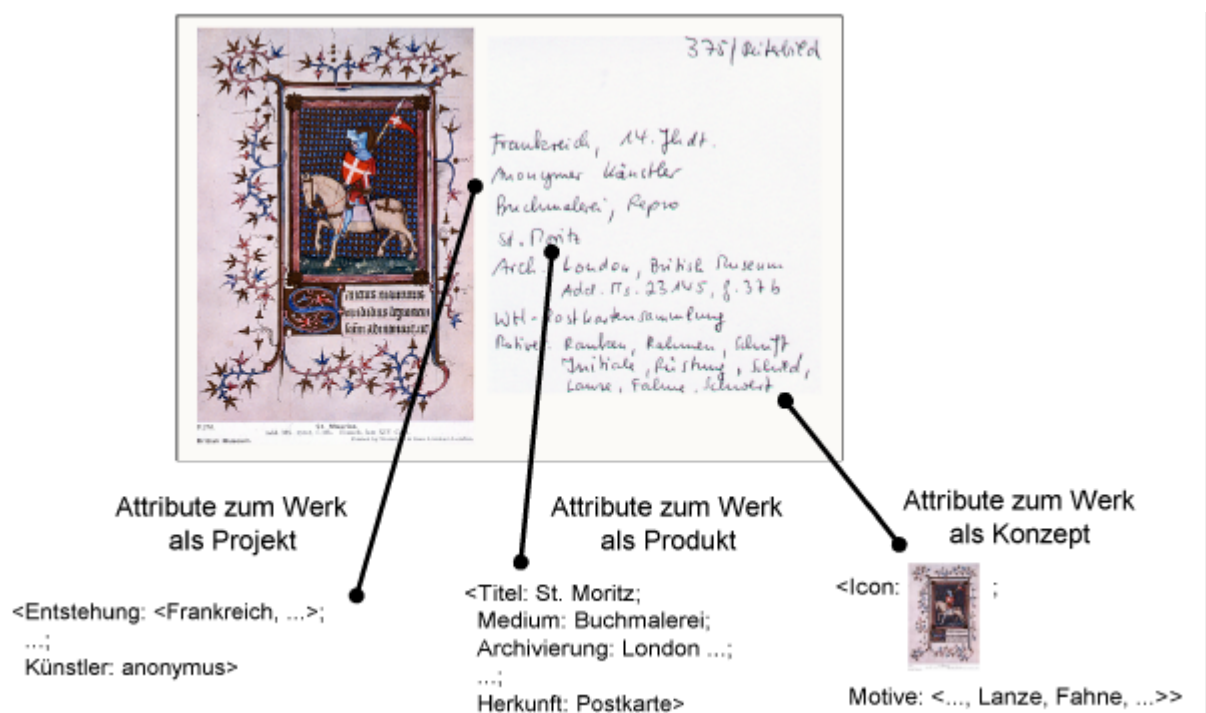 375/Reiterbild
Frankreich, 14. Jhdt.
Anonymer Künstler
Buchmalerei, Repro
St. Moritz
Arch. London, British Museum
Add. Ms. 23145, f. 37b
WH-Postkartensammlung
Motive: Ranken, Rahmen, Schrift
Initiale, Rüstung, Schild,
Lanze, Fahne, Schwert
St. Maurice.
British Museum.
Attribute zum Werk
als Projekt
<Entstehung: <Frankreich, ...>;
...;
Künstler: anonymus>
Attribute zum Werk
als Produkt
<Titel: St. Moritz;
Medium: Buchmalerei;
Archivierung: London ...;
...;
Herkunft: Postkarte>
Attribute zum Werk
als Konzept
<Icon: ;
Motive: <..., Lanze, Fahne, ...>>